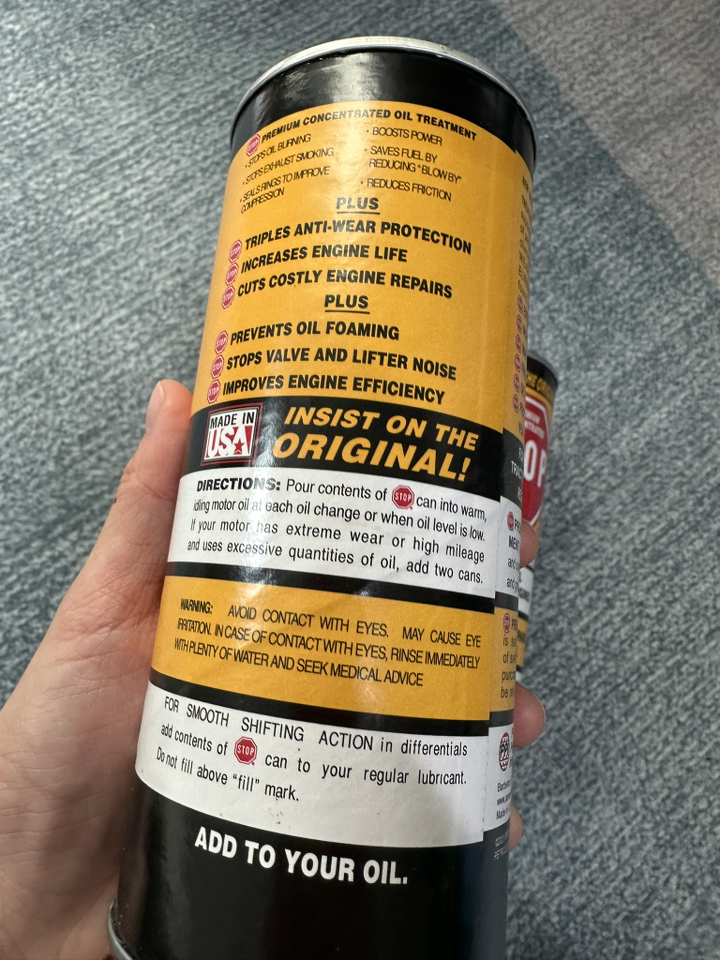 STOP PREMIUM CONCENTRATED OIL TREATMENT
• STOPS OIL BURNING
• STOPS EXHAUST SMOKING
• SEALS RINGS TO IMPROVE
COMPRESSION
• BOOSTS POWER
• SAVES FUEL BY
REDUCING "BLOW BY"
• REDUCES FRICTION
PLUS
STOP TRIPLES ANTI-WEAR PROTECTION
STOP INCREASES ENGINE LIFE
STOP CUTS COSTLY ENGINE REPAIRS
PLUS
STOP PREVENTS OIL FOAMING
STOP STOPS VALVE AND LIFTER NOISE
STOP IMPROVES ENGINE EFFICIENCY
MADE IN
USA
INSIST ON THE
ORIGINAL!
DIRECTIONS: Pour contents of STOP can into warm,
idling motor oil at each oil change or when oil level is low.
If your motor has extreme wear or high mileage
and uses excessive quantities of oil, add two cans.
WARNING: AVOID CONTACT WITH EYES. MAY CAUSE EYE
IRRITATION. IN CASE OF CONTACT WITH EYES, RINSE IMMEDIATELY
WITH PLENTY OF WATER AND SEEK MEDICAL ADVICE
FOR SMOOTH SHIFTING ACTION in differentials
add contents of STOP can to your regular lubricant.
Do not fill above "fill" mark.
ADD TO YOUR OIL.